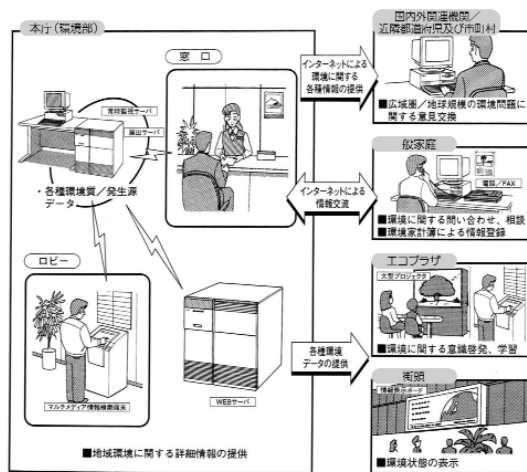 本庁(環境部)
窓口
常時監視サーバ
届出サーバ
・各種環境質/発生源
データ
ロビー
マルチメディア情報検索端末
WEBサーバ
■地域環境に関する詳細情報の提供
インターネットによる
環境に関する
各種情報の提供
インターネットによる
情報交流
各種環境
データの提供
国内外関連機関/
近隣都道府県及び市町村
■広域圏/地球規模の環境問題に
関する意見交換
一般家庭
電話/FAX
■環境に関する問い合わせ、相談
■環境家計簿による情報登録
エコプラザ
大型プロジェクタ
■環境に関する意識啓発、学習
街頭
情報表示ボード
■環境状態の表示